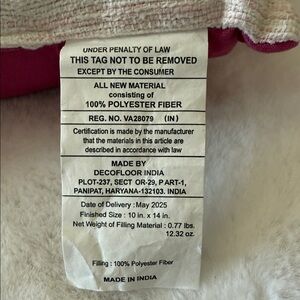 UNDER PENALTY OF LAW
THIS TAG NOT TO BE REMOVED
EXCEPT BY THE CONSUMER
ALL NEW MATERIAL
consisting of
100% POLYESTER FIBER
REG. NO. VA28079 (IN)
Certification is made by the manufacturer
that the materials in this article are
described in accordance with law
MADE BY
DECOFLOOR INDIA
PLOT-237, SECT OR-29, P ART-1,
PANIPAT, HARYANA-132103. INDIA
Date of Delivery : May 2025
Finished Size : 10 in. x 14 in.
Net Weight of Filling Material : 0.77 lbs.
12.32 oz.
Filling : 100% Polyester Fiber
MADE IN INDIA